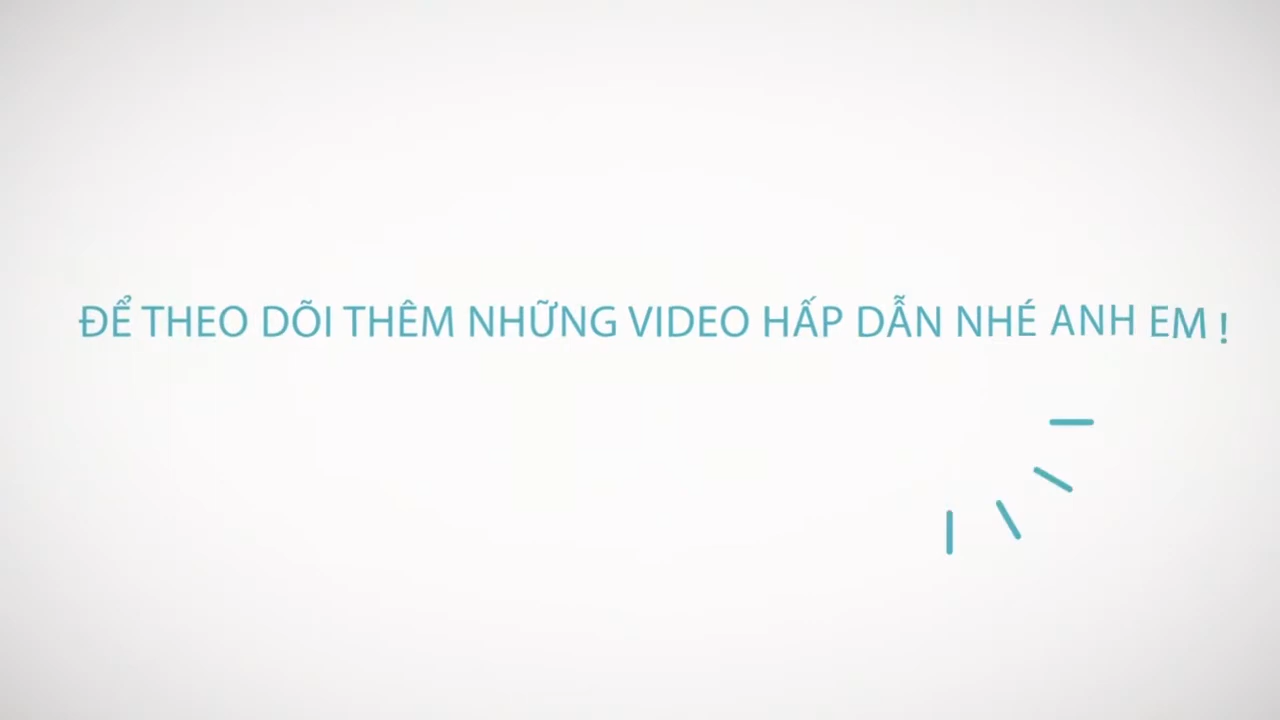 ĐỂ THEO DÕI THÊM NHỮNG VIDEO HẤP DẪN NHÉ ANH EM !